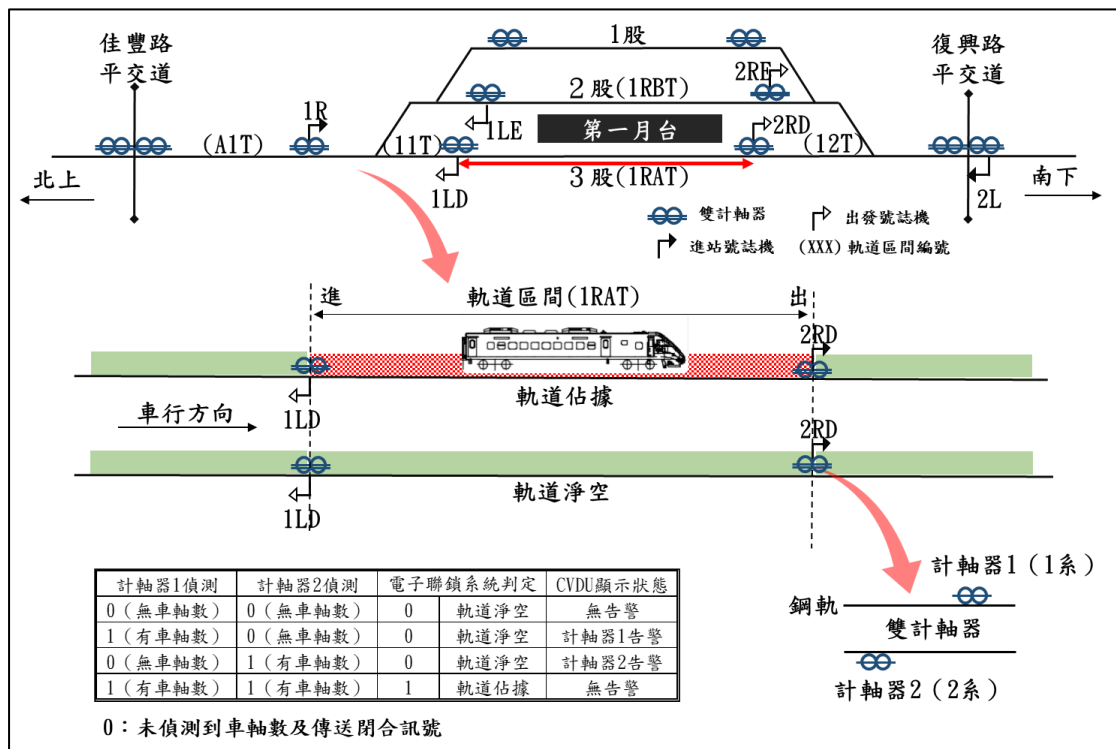 佳豐路
平交道
復興路
平交道
1股
2RE
2股(1RBT)
1R
1LE
第一月台
2RD
(A1T)
(11T)
(12T)
3股(1RAT)
1LD
2L
北上
南下
雙計軸器
出發號誌機
進站號誌機
(XXX) 軌道區間編號
進
軌道區間(1RAT)
出
2RD
1LD
軌道佔據
車行方向
2RD
1LD
軌道淨空
計軸器1偵測 計軸器2偵測 電子聯鎖系統判定 CVDU顯示狀態
0(無車軸數) 0(無車軸數) 0 軌道淨空 無告警
1(有車軸數) 0(無車軸數) 0 軌道淨空 計軸器1告警
0(無車軸數) 1(有車軸數) 0 軌道淨空 計軸器2告警
1(有車軸數) 1(有車軸數) 1 軌道佔據 無告警
0：未偵測到車軸數及傳送閉合訊號
計軸器1(1系)
鋼軌
雙計軸器
計軸器2(2系)